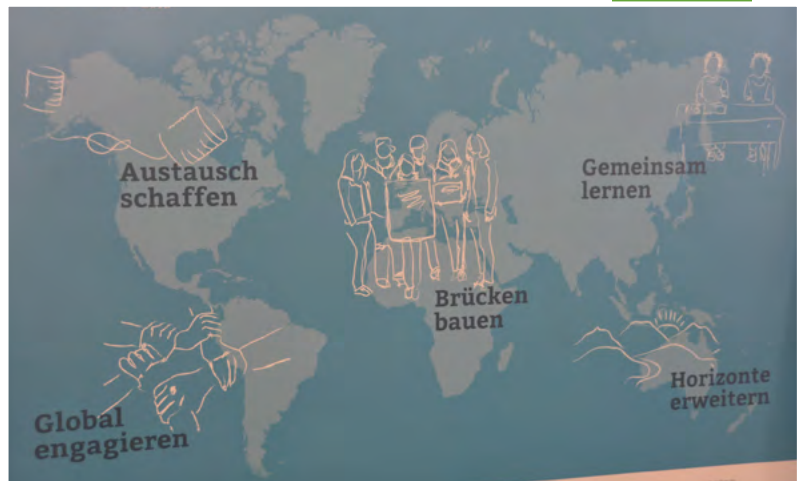 Austausch
schaffen
Gemeinsam
lernen
Brücken
bauen
Horizonte
erweitern
Global
engagieren